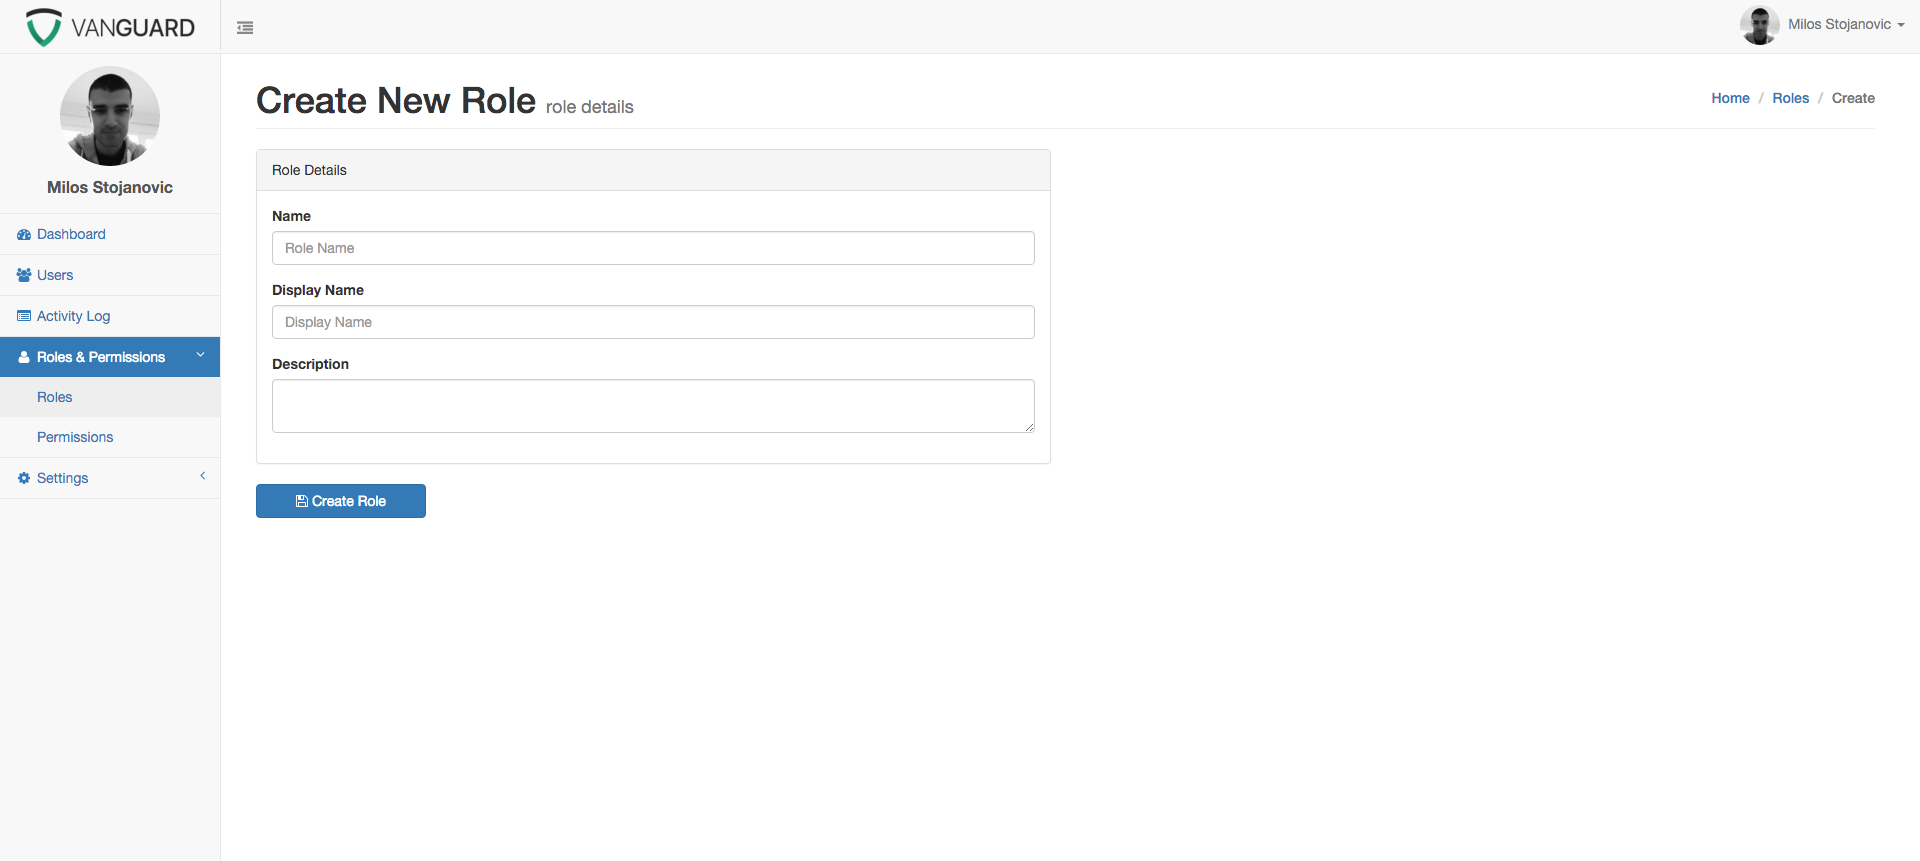 VANGUARD
Milos Stojanovic
Milos Stojanovic
Dashboard
Users
Activity Log
Roles & Permissions
Roles
Permissions
Settings
Create New Role role details
Home / Roles / Create
Role Details
Name
Role Name
Display Name
Display Name
Description
Create Role